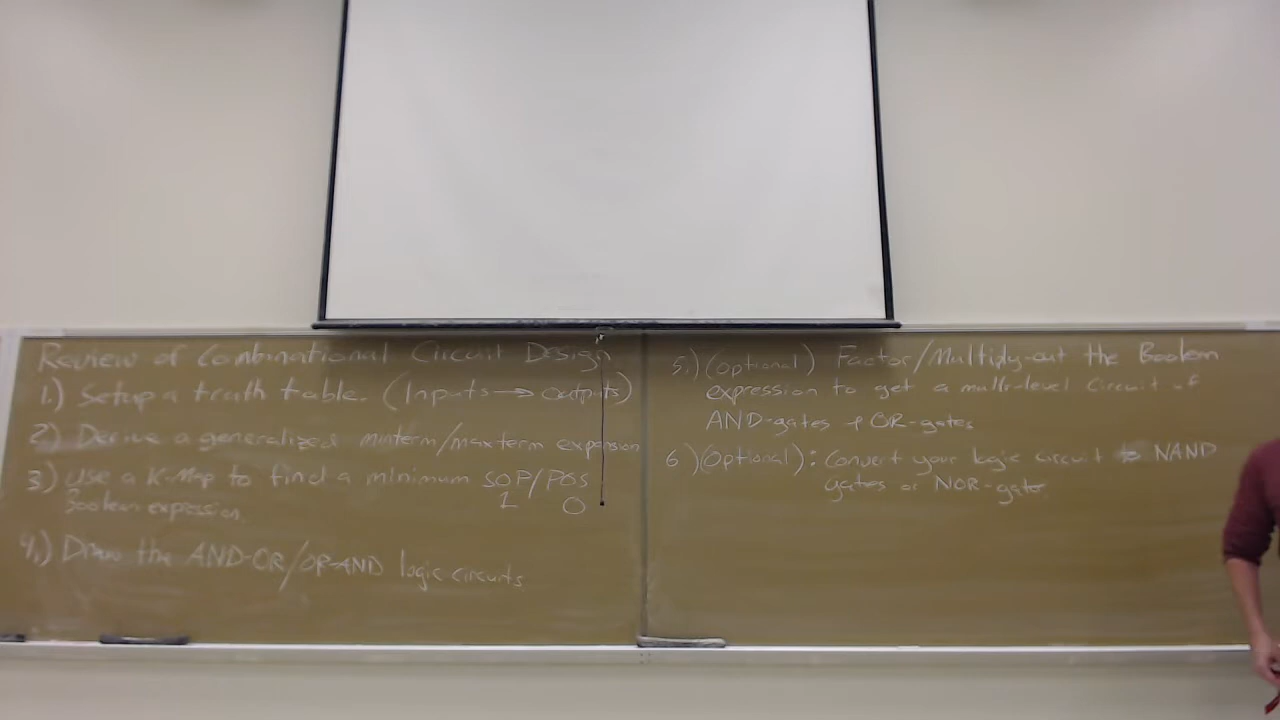 Review of Combinational Circuit Design
1.) Setup a truth table. (Inputs → outputs)
2) Derive a generalized minterm/maxterm expansion
3) Use a K-Map to find a minimum SOP/POS
1 0
Boolean expression.
4.) Draw the AND-OR/OR-AND logic circuits
5.) (optional) Factor/Multiply-out the Boolean
expression to get a multi-level circuit of
AND-gates + OR-gates
6) (Optional): Convert your logic circuit to NAND
gates or NOR-gate